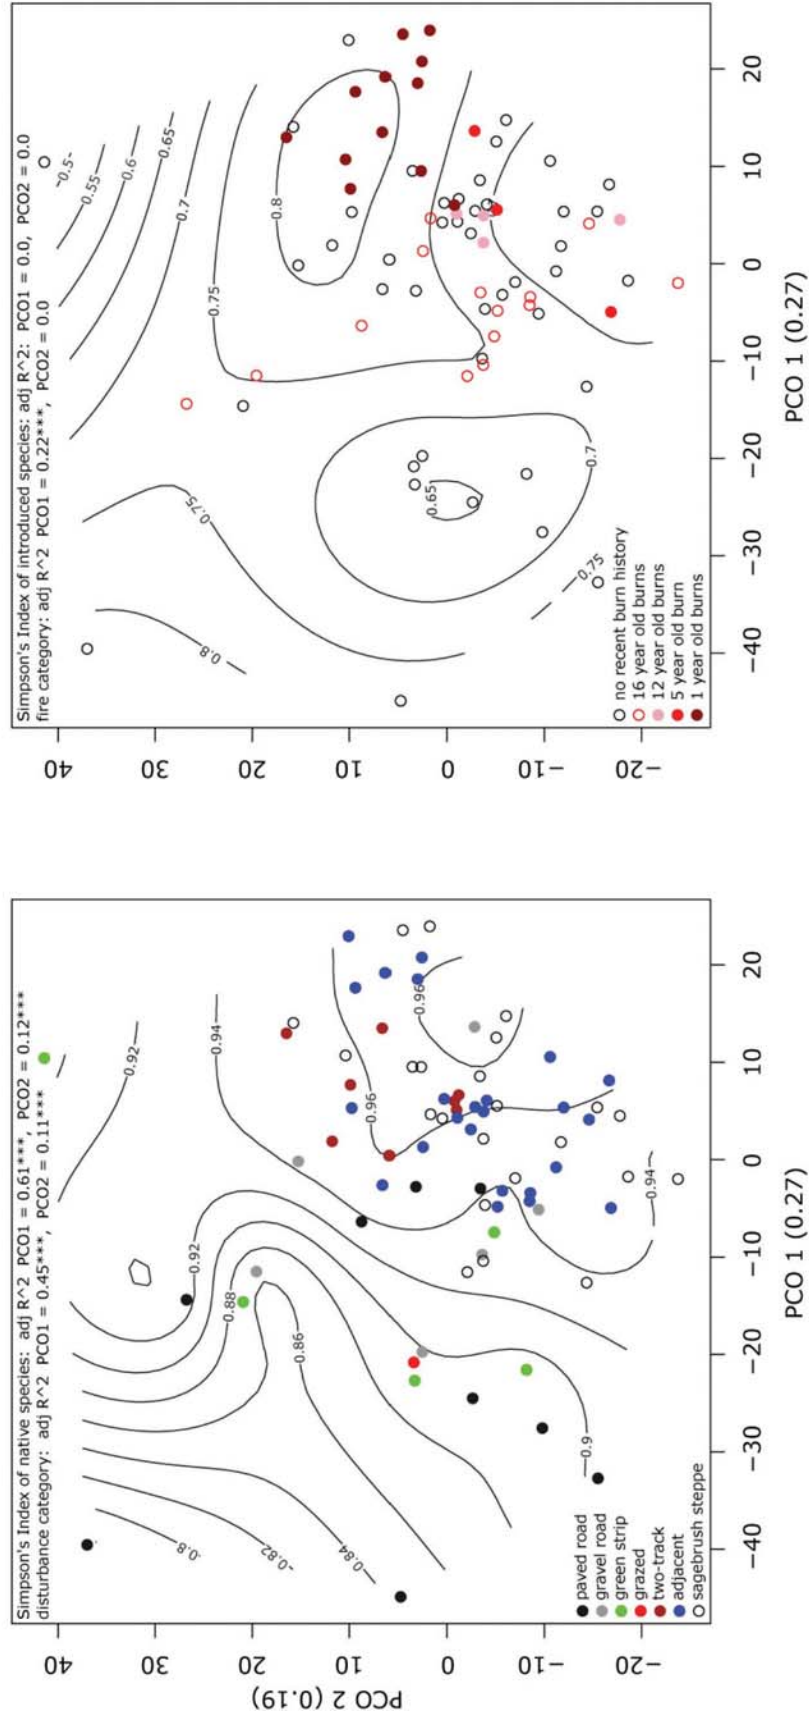 Simpson's Index of native species: adj R^2 PCO1 = 0.61***, PCO2 = 0.12***
disturbance category: adj R^2 PCO1 = 0.45***, PCO2 = 0.11***
40
30
20
10
0
−10
−20
PCO 2 (0.19)
0.8
0.82
0.84
0.86
0.88
0.92
0.92
0.94
0.96
0.96
0.94
0.9
paved road
gravel road
green strip
grazed
two-track
adjacent
sagebrush steppe
−40
−30
−20
−10
0
10
20
PCO 1 (0.27)
Simpson's Index of introduced species: adj R^2: PCO1 = 0.0, PCO2 = 0.0
fire category: adj R^2 PCO1 = 0.22***, PCO2 = 0.0
40
30
20
10
0
−10
−20
0.8
0.75
0.5
0.55
0.6
0.65
0.7
0.75
0.8
0.65
0.7
0.75
no recent burn history
16 year old burns
12 year old burns
5 year old burn
1 year old burns
−40
−30
−20
−10
0
10
20
PCO 1 (0.27)